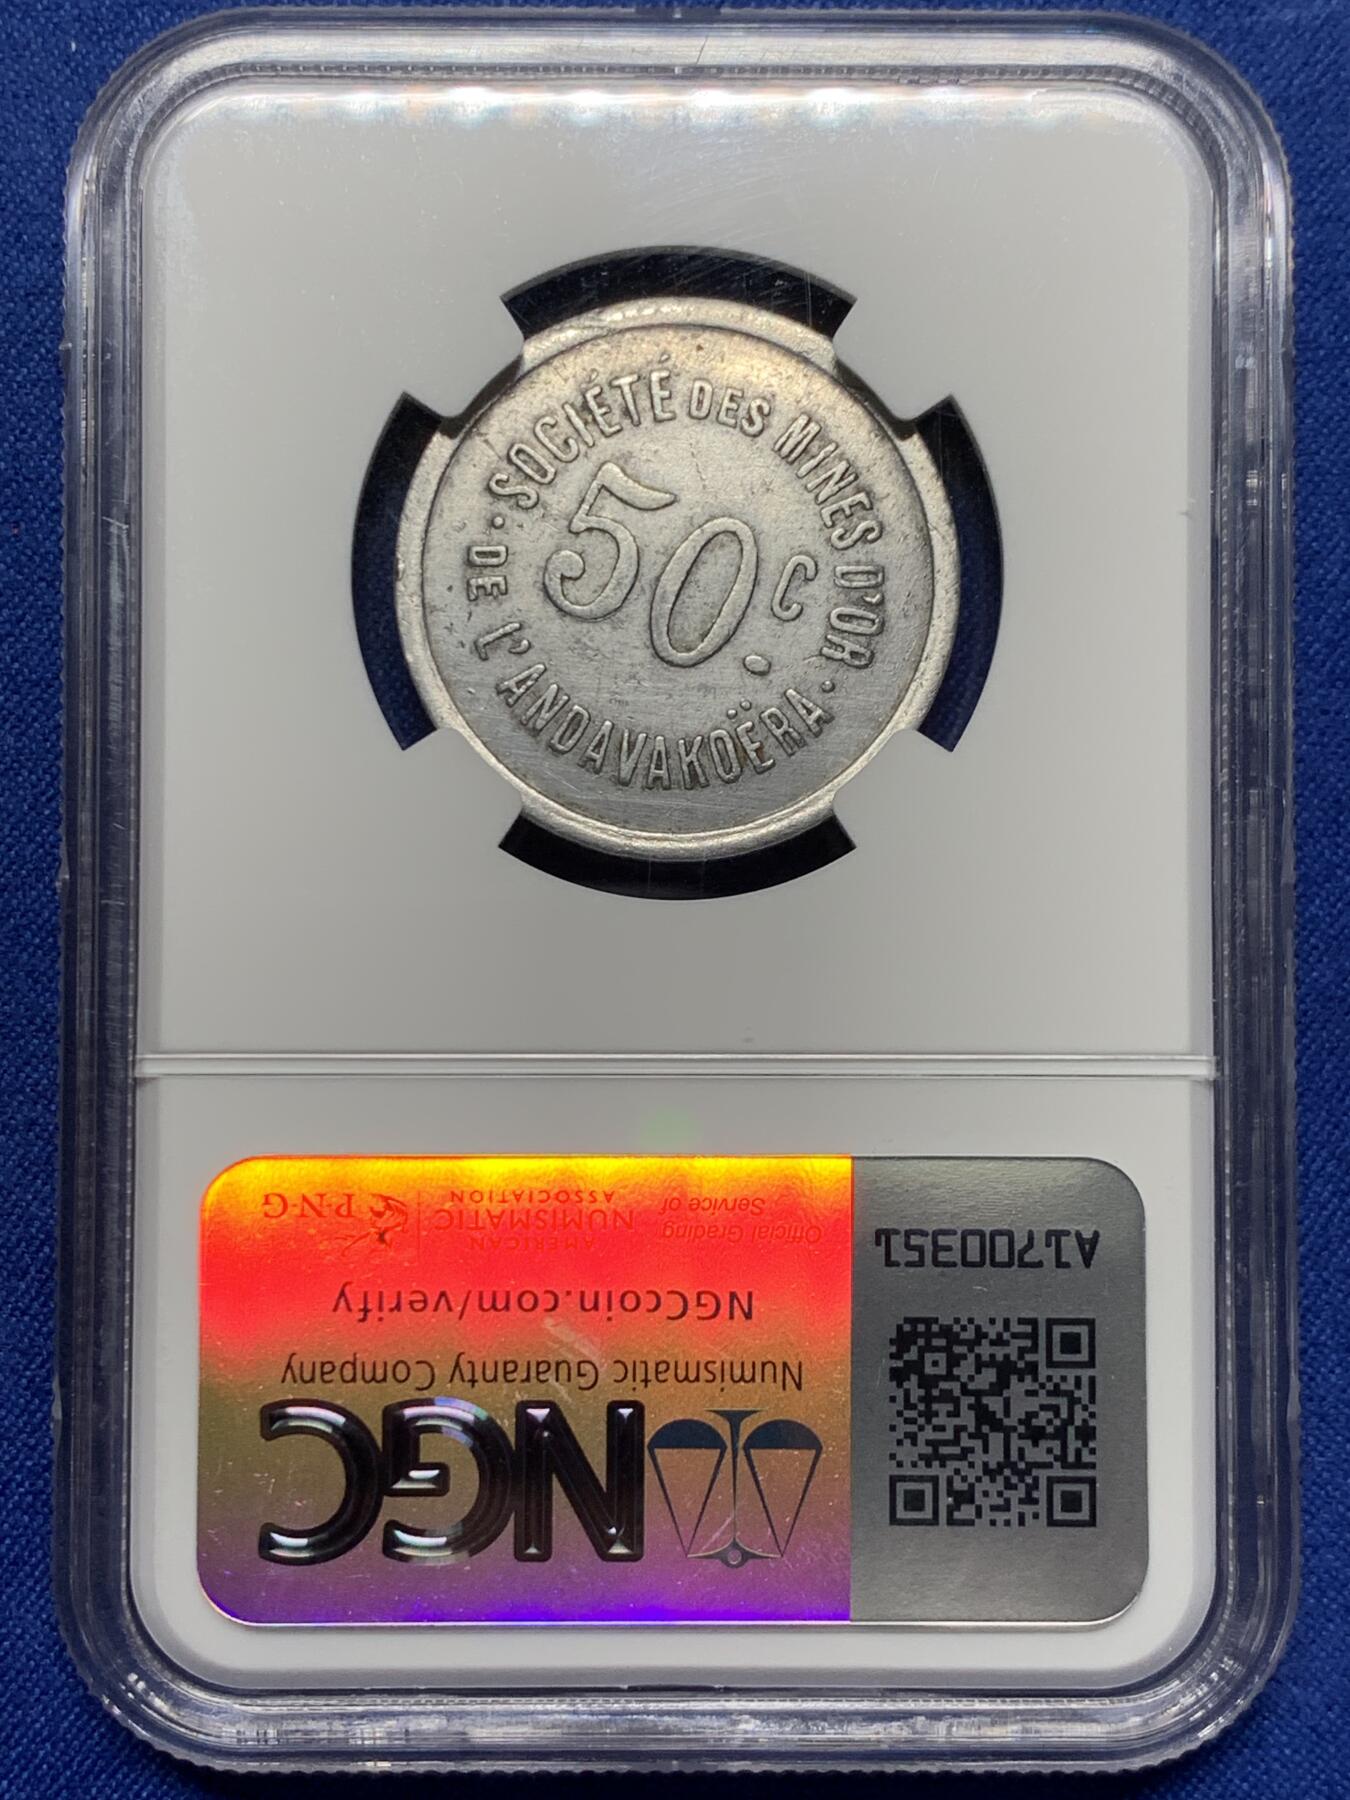 · SOCIÉTÉ DES MINES D'OR ·
DE L'ANDAVAKOËRA
50 c.
NGC
Numismatic Guaranty Company
NGCcoin.com/verify
Official Grading
Service of
AMERICAN
NUMISMATIC
ASSOCIATION
P·N·G
A1700351